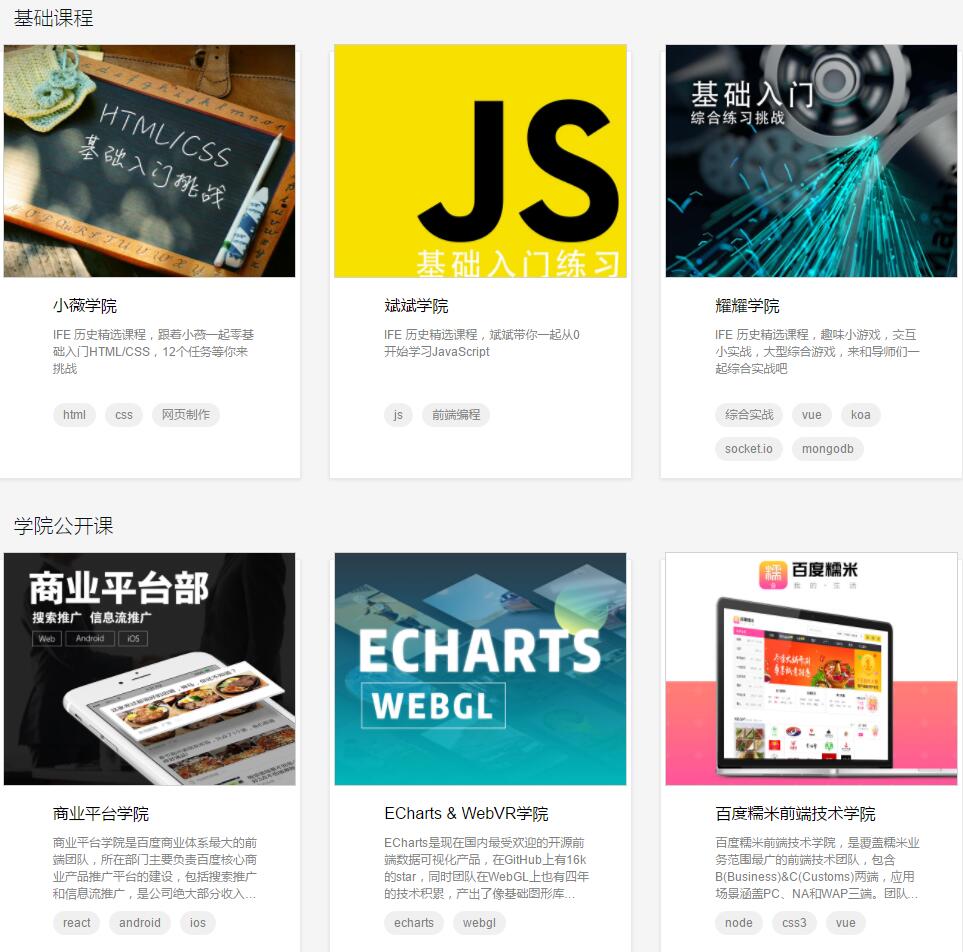 基础课程
HTML/CSS
基础入门挑战
JS
基础入门练习
基础入门
综合练习挑战
小薇学院
IFE 历史精选课程，跟着小薇一起零基
础入门HTML/CSS，12个任务等你来
挑战
html css 网页制作
斌斌学院
IFE 历史精选课程，斌斌带你一起从0
开始学习JavaScript
js 前端编程
耀耀学院
IFE 历史精选课程，趣味小游戏，交互
小实战，大型综合游戏，来和导师们一
起综合实战吧
综合实战 vue koa
socket.io mongodb
学院公开课
商业平台部
搜索推广 信息流推广
Web Android iOS
ECHARTS
WEBGL
糯
百度糯米
我的·生活
商业平台学院
商业平台学院是百度商业体系最大的前
端团队，所在部门主要负责百度核心商
业产品推广平台的建设，包括搜索推广
和信息流推广，是公司绝大部分收入...
react android ios
ECharts & WebVR学院
ECharts是现在国内最受欢迎的开源前
端数据可视化产品，在GitHub上有16k
的star，同时团队在WebGL上也有四年
的技术积累，产出了像基础图形库...
echarts webgl
百度糯米前端技术学院
百度糯米前端技术学院，是覆盖糯米业
务范围最广的前端技术团队，包含
B(Business)&C(Customs)两端，应用
场景涵盖PC、NA和WAP三端。团队...
node css3 vue